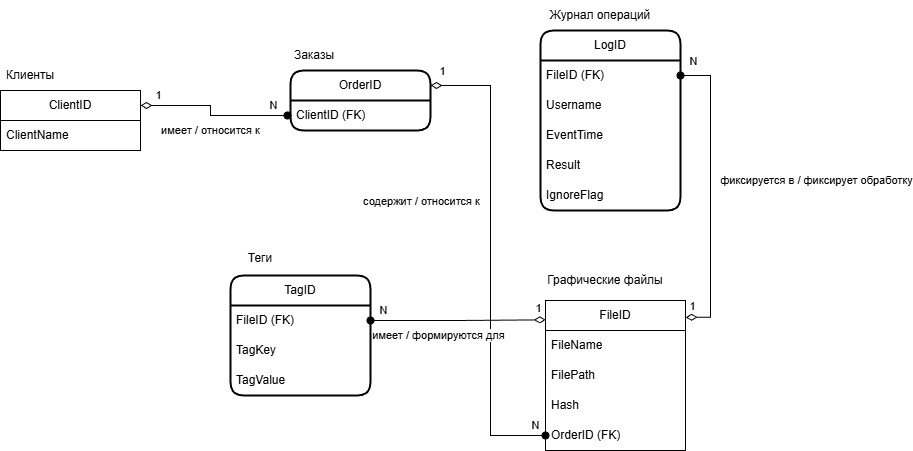 Журнал операций
LogID
FileID (FK)
Username
EventTime
Result
IgnoreFlag
N
Заказы
OrderID
ClientID (FK)
1
Клиенты
ClientID
ClientName
1
N
имеет / относится к
фиксируется в / фиксирует обработку
содержит / относится к
Теги
TagID
FileID (FK)
TagKey
TagValue
N
имеет / формируются для
Графические файлы
1
FileID
1
FileName
FilePath
Hash
N
OrderID (FK)